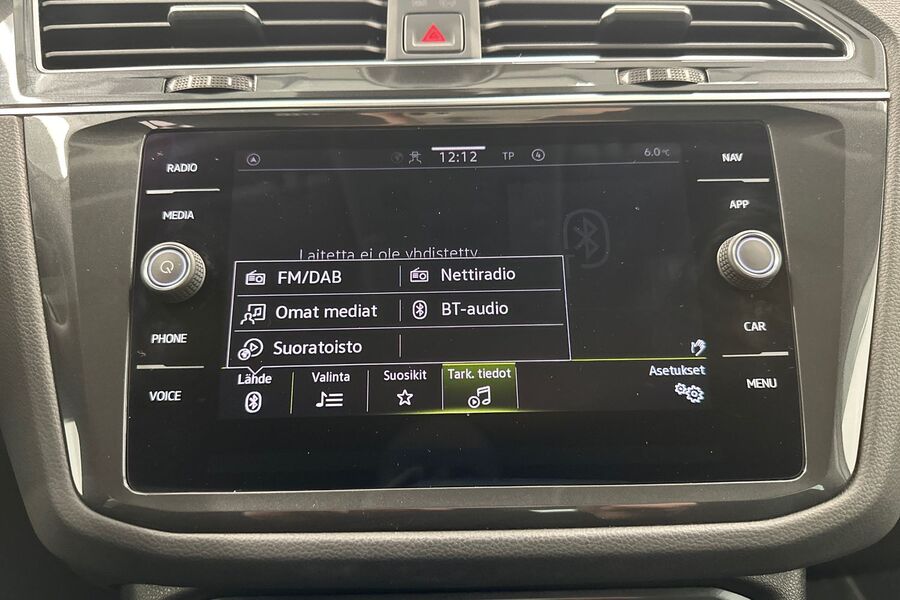 RADIO
MEDIA
PHONE
VOICE
12:12 TP 4 6.0°C
Laitetta ei ole yhdistetty
FM/DAB Nettiradio
Omat mediat BT-audio
Suoratoisto
Lähde Valinta Suosikit Tark. tiedot Asetukset
NAV
APP
CAR
MENU